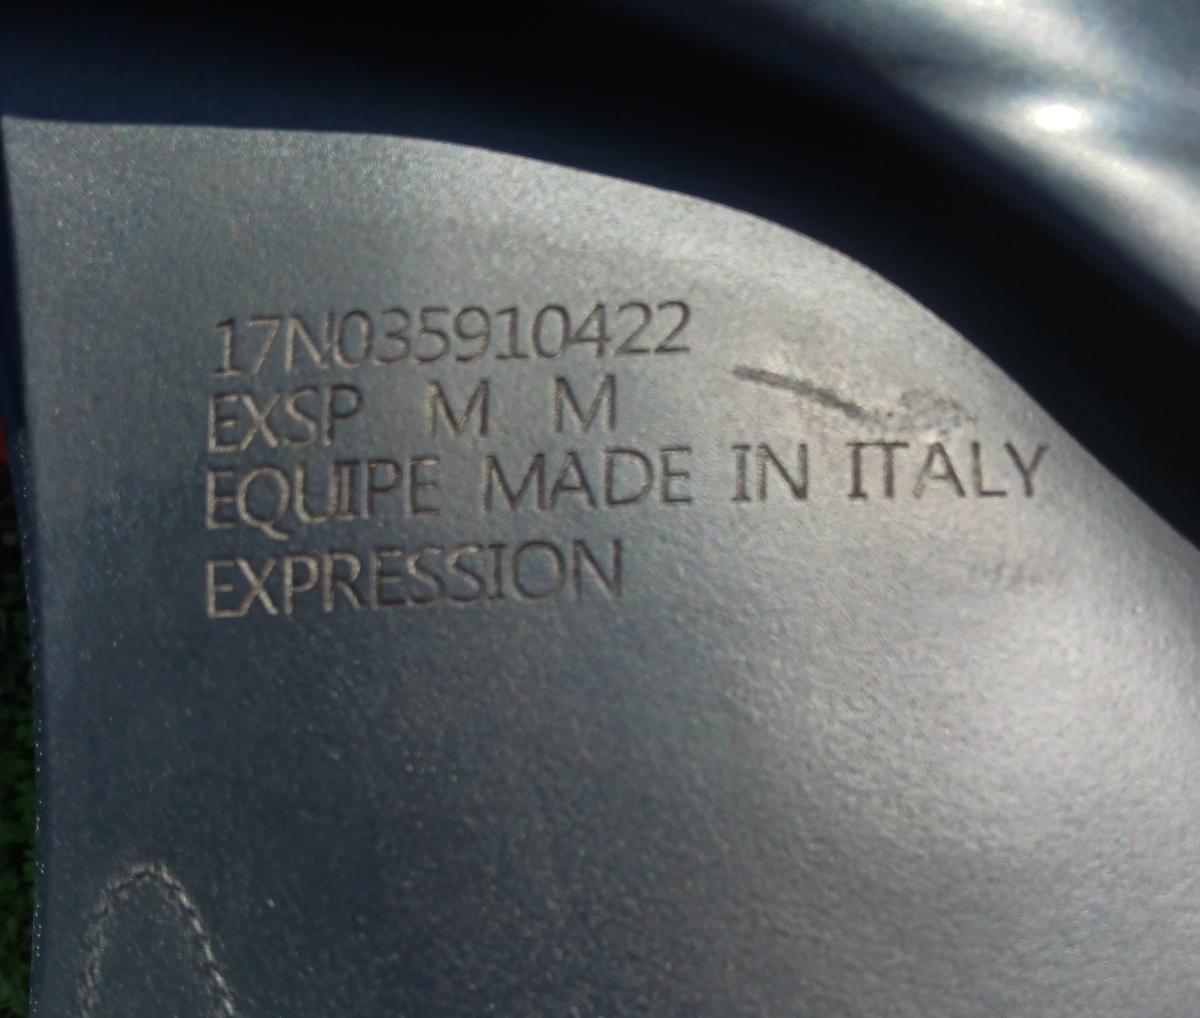 17N035910422
EXSP M M
EQUIPE MADE IN ITALY
EXPRESSION